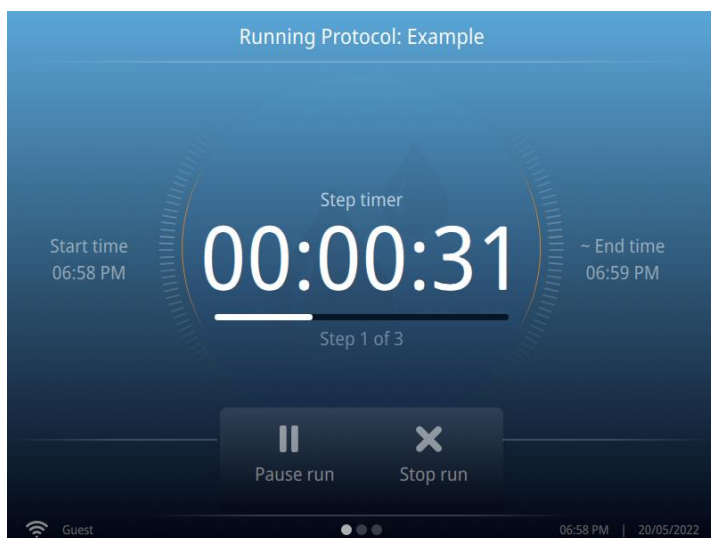 Running Protocol: Example
Step timer
00:00:31
Start time
06:58 PM
~ End time
06:59 PM
Step 1 of 3
Pause run
Stop run
Guest
06:58 PM | 20/05/2022